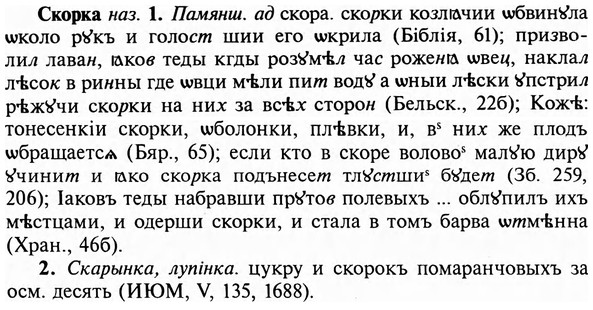 Скорка наз. 1. Памянш. ад скора. скорки козлꙗчии ѡбвинꙋла
ѡколо рꙋкъ и голост шии его ѡкрила (Біблія, 61); призво-
лил лаван, ꙗков теды кгды розꙋмѣл час роженꙗ ѡвец, наклал
лѣсок в ринны где ѡвци мѣли пит водꙋ а ѡныи лѣски ꙋпстрил
рѣжꙋчи скорки на них за всѣх сторон (Бельск., 22б); Кожѣ:
тонесенкіи скорки, ѡболонки, плѣвки, и, вˢ них же плодъ
ѡбращаетсѧ (Бяр., 65); если кто в скоре воловоˢ малꙋю дирꙋ
ꙋчинит и ꙗко скорка подънесет тлꙋстшиˢ бꙋдет (Зб. 259,
206); Іаковъ теды набравши прꙋтов полевыхъ ... облꙋпилъ ихъ
мѣстцами, и одерши скорки, и стала в томъ барва ѿмѣнна
(Хран., 46б).
2. Скарынка, лупінка. цукру и скорокъ помаранчовыхъ за
осм. десять (ИЮМ, V, 135, 1688).